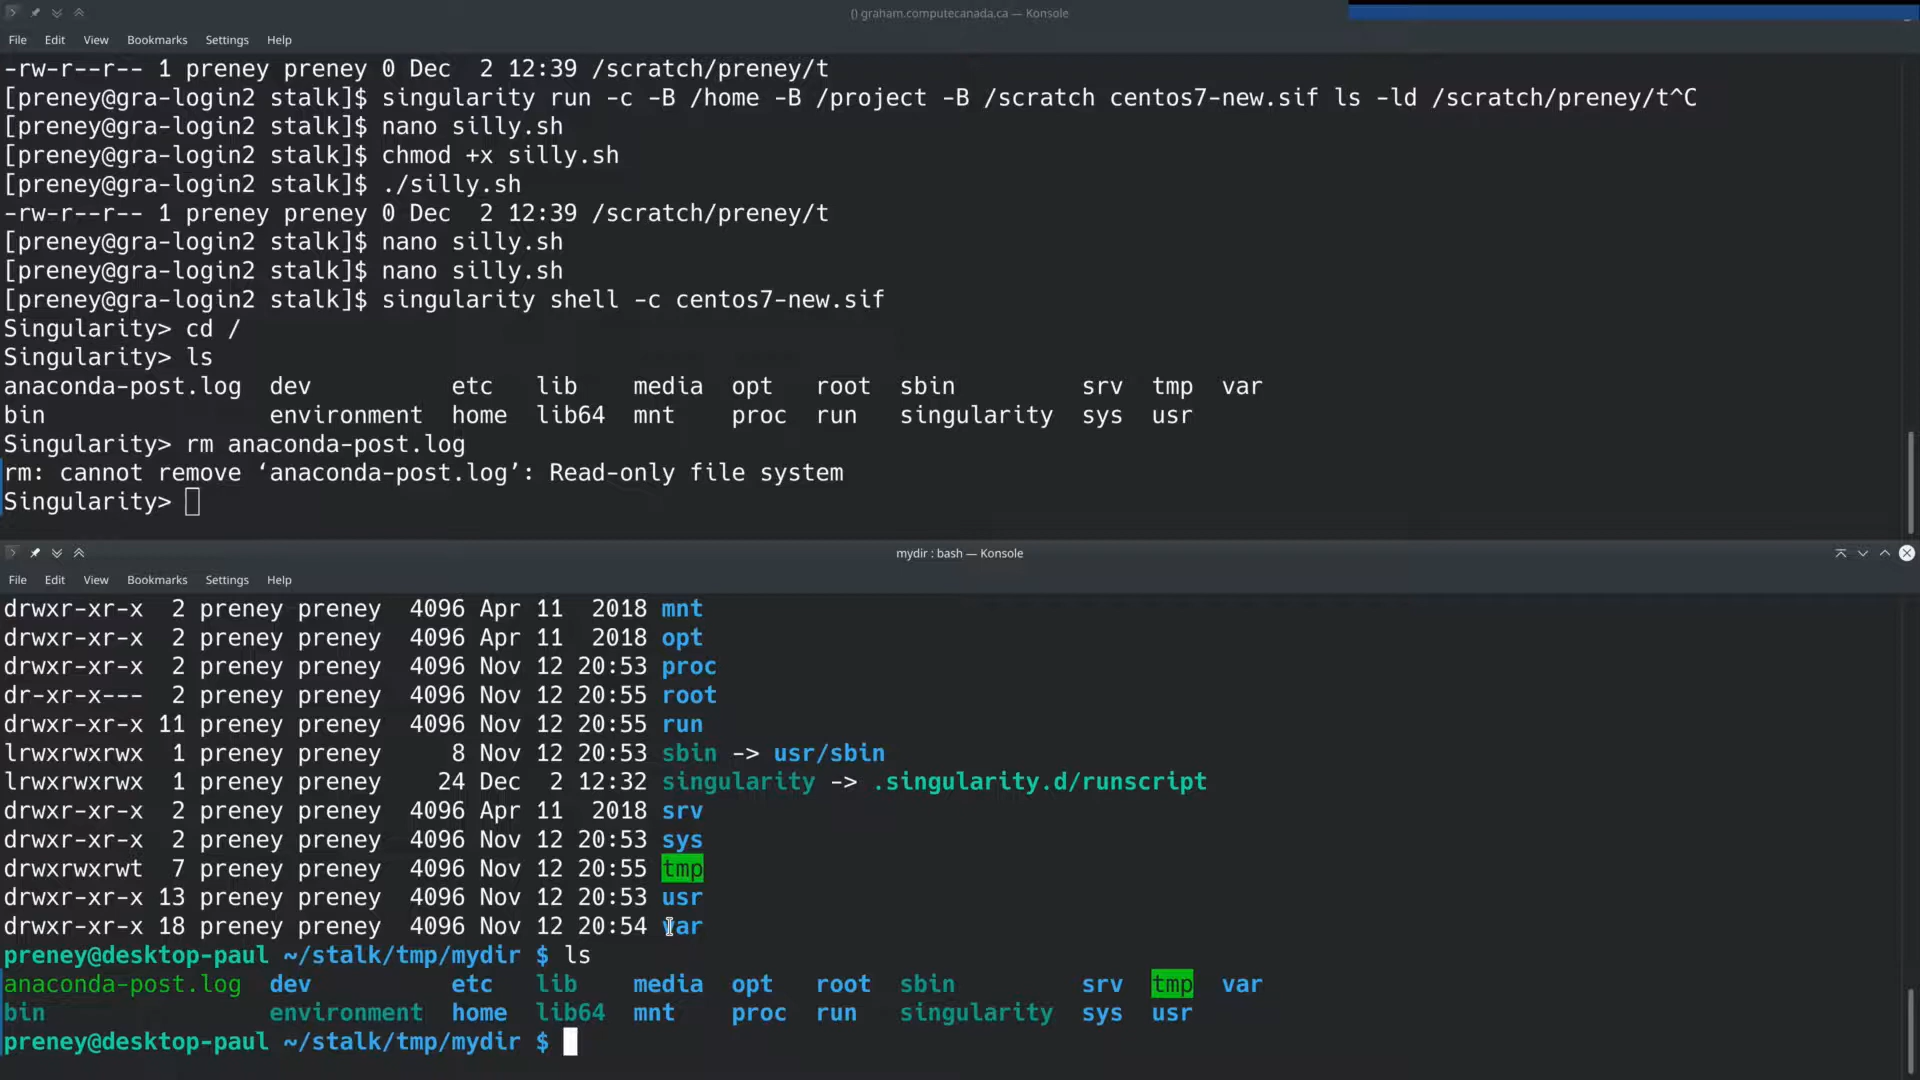 () graham.computecanada.ca — Konsole
File Edit View Bookmarks Settings Help
-rw-r--r-- 1 preney preney 0 Dec  2 12:39 /scratch/preney/t
[preney@gra-login2 stalk]$ singularity run -c -B /home -B /project -B /scratch centos7-new.sif ls -ld /scratch/preney/t^C
[preney@gra-login2 stalk]$ nano silly.sh
[preney@gra-login2 stalk]$ chmod +x silly.sh
[preney@gra-login2 stalk]$ ./silly.sh
-rw-r--r-- 1 preney preney 0 Dec  2 12:39 /scratch/preney/t
[preney@gra-login2 stalk]$ nano silly.sh
[preney@gra-login2 stalk]$ nano silly.sh
[preney@gra-login2 stalk]$ singularity shell -c centos7-new.sif
Singularity> cd /
Singularity> ls
anaconda-post.log  dev          etc   lib    media  opt   root  sbin         srv  tmp  var
bin                environment  home  lib64  mnt    proc  run   singularity  sys  usr
Singularity> rm anaconda-post.log
rm: cannot remove ‘anaconda-post.log’: Read-only file system
Singularity>
mydir : bash — Konsole
File Edit View Bookmarks Settings Help
drwxr-xr-x  2 preney preney  4096 Apr 11  2018 mnt
drwxr-xr-x  2 preney preney  4096 Apr 11  2018 opt
drwxr-xr-x  2 preney preney  4096 Nov 12 20:53 proc
dr-xr-x---  2 preney preney  4096 Nov 12 20:55 root
drwxr-xr-x 11 preney preney  4096 Nov 12 20:55 run
lrwxrwxrwx  1 preney preney     8 Nov 12 20:53 sbin -> usr/sbin
lrwxrwxrwx  1 preney preney    24 Dec  2 12:32 singularity -> .singularity.d/runscript
drwxr-xr-x  2 preney preney  4096 Apr 11  2018 srv
drwxr-xr-x  2 preney preney  4096 Nov 12 20:53 sys
drwxrwxrwt  7 preney preney  4096 Nov 12 20:55 tmp
drwxr-xr-x 13 preney preney  4096 Nov 12 20:53 usr
drwxr-xr-x 18 preney preney  4096 Nov 12 20:54 var
preney@desktop-paul ~/stalk/tmp/mydir $ ls
anaconda-post.log  dev          etc   lib    media  opt   root  sbin         srv  tmp  var
bin                environment  home  lib64  mnt    proc  run   singularity  sys  usr
preney@desktop-paul ~/stalk/tmp/mydir $